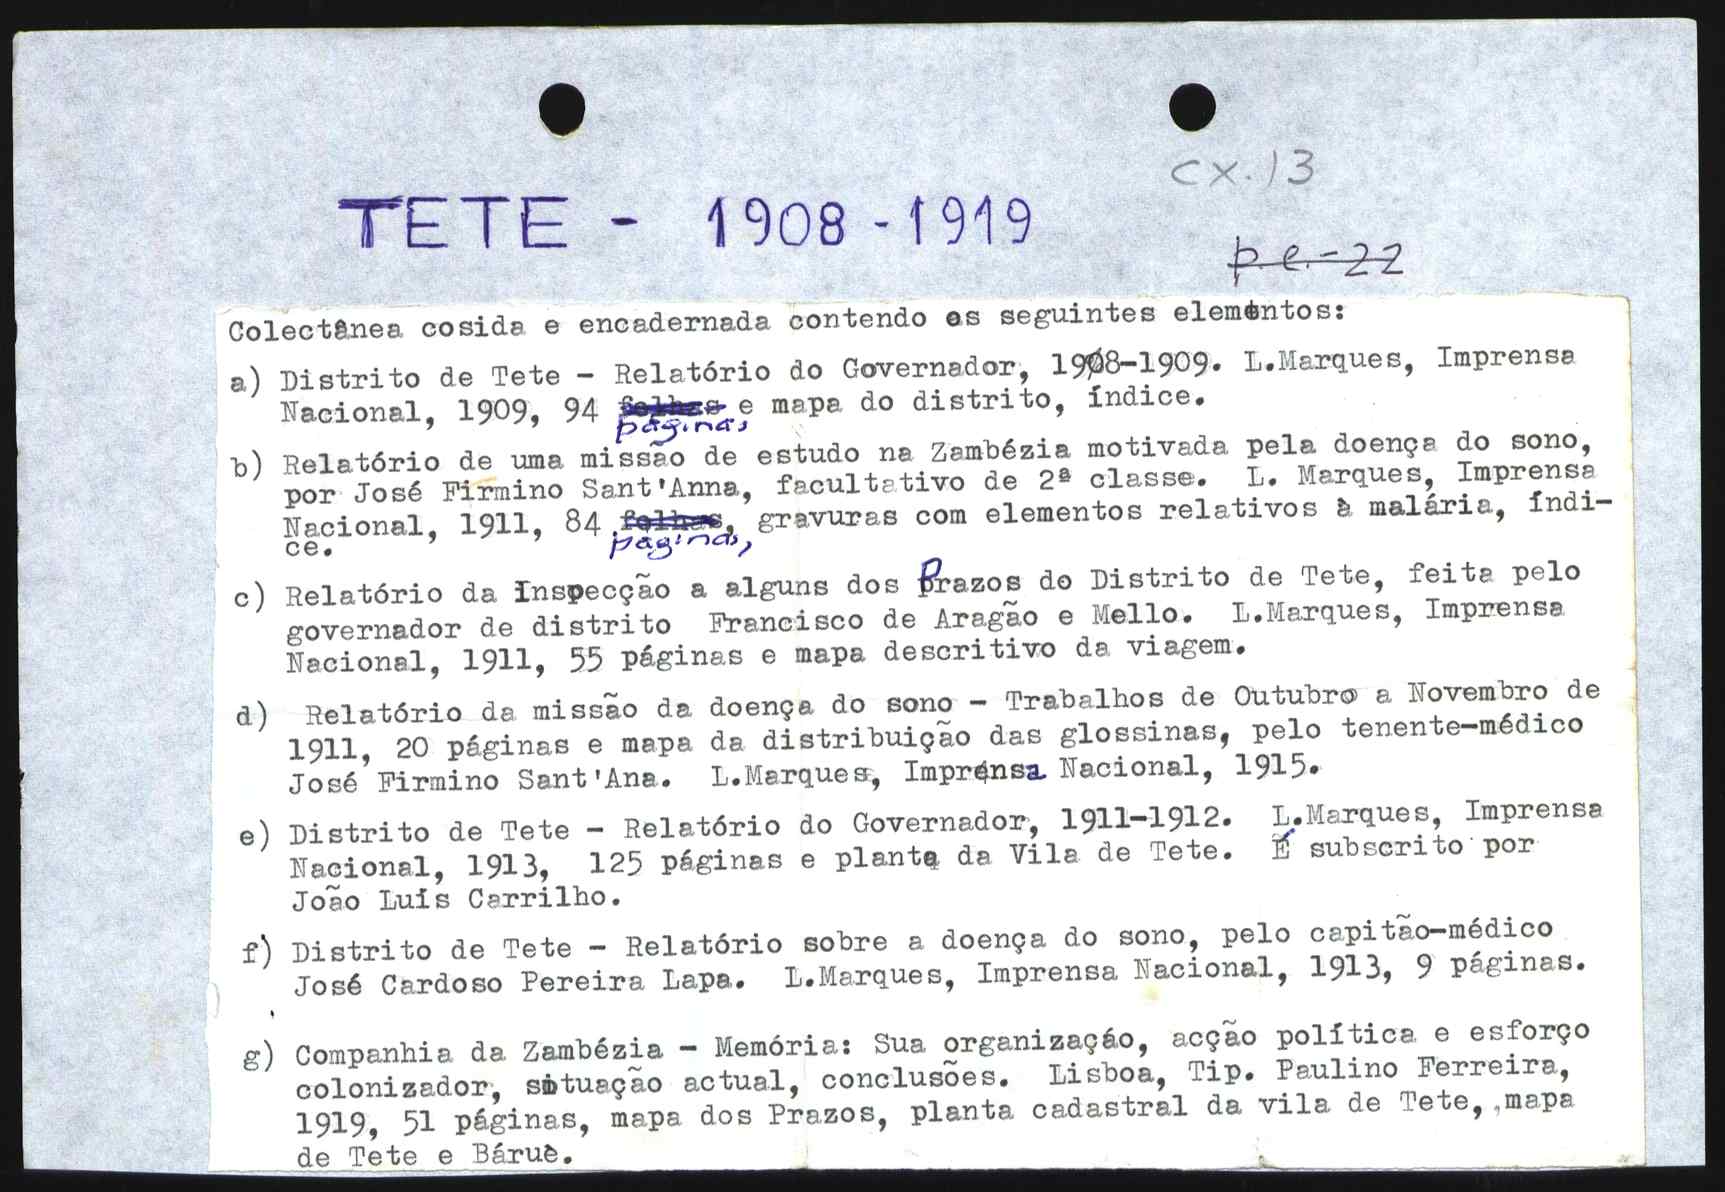 cx.13
TETE - 1908-1919
p.e.-22
Colectânea cosida e encadernada contendo os seguintes elementos:
a) Distrito de Tete - Relatório do Governador, 1908-1909. L.Marques, Imprensa
Nacional, 1909, 94 folhas e mapa do distrito, índice.
páginas
b) Relatório de uma missão de estudo na Zambézia motivada pela doença do sono,
por José Firmino Sant'Anna, facultativo de 2ª classe. L. Marques, Imprensa
Nacional, 1911, 84 folhas, gravuras com elementos relativos à malária, índi-
ce.
páginas,
c) Relatório da Inspecção a alguns dos Prazos do Distrito de Tete, feita pelo
governador de distrito Francisco de Aragão e Mello. L.Marques, Imprensa
Nacional, 1911, 55 páginas e mapa descritivo da viagem.
d) Relatório da missão da doença do sono - Trabalhos de Outubro a Novembro de
1911, 20 páginas e mapa da distribuição das glossinas, pelo tenente-médico
José Firmino Sant'Ana. L.Marques, Imprensa Nacional, 1915.
e) Distrito de Tete - Relatório do Governador, 1911-1912. L.Marques, Imprensa
Nacional, 1913, 125 páginas e planta da Vila de Tete. É subscrito por
João Luís Carrilho.
f) Distrito de Tete - Relatório sobre a doença do sono, pelo capitão-médico
José Cardoso Pereira Lapa. L.Marques, Imprensa Nacional, 1913, 9 páginas.
g) Companhia da Zambézia - Memória: Sua organizaçáo, acção política e esforço
colonizador, situação actual, conclusões. Lisboa, Tip. Paulino Ferreira,
1919, 51 páginas, mapa dos Prazos, planta cadastral da vila de Tete, ,mapa
de Tete e Báruè.